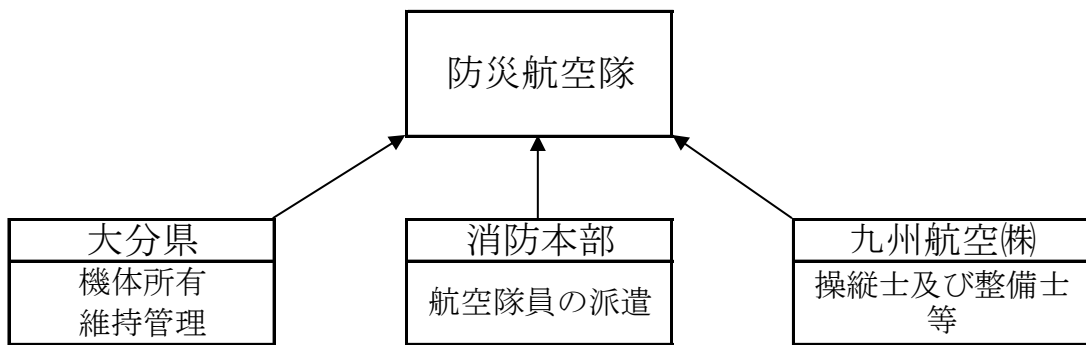 防災航空隊
大分県
機体所有
維持管理
消防本部
航空隊員の派遣
九州航空㈱
操縦士及び整備士
等